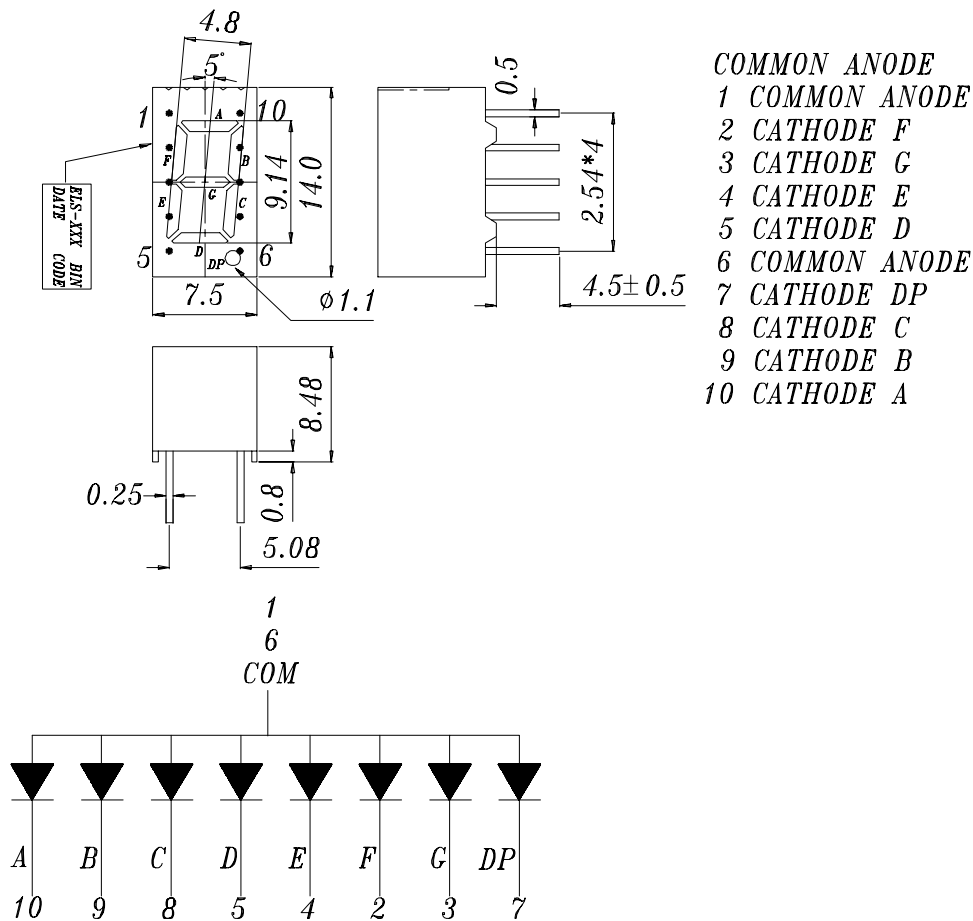 4.8
5°
1
10
A
F
B
G
E
C
D
DP
5
6
9.14
14.0
7.5
φ1.1
ELS-XXX BIN
DATE CODE
0.5
2.54*4
4.5±0.5
COMMON ANODE
1 COMMON ANODE
2 CATHODE F
3 CATHODE G
4 CATHODE E
5 CATHODE D
6 COMMON ANODE
7 CATHODE DP
8 CATHODE C
9 CATHODE B
10 CATHODE A
8.48
0.25
0.8
5.08
1
6
COM
A B C D E F G DP
10 9 8 5 4 2 3 7